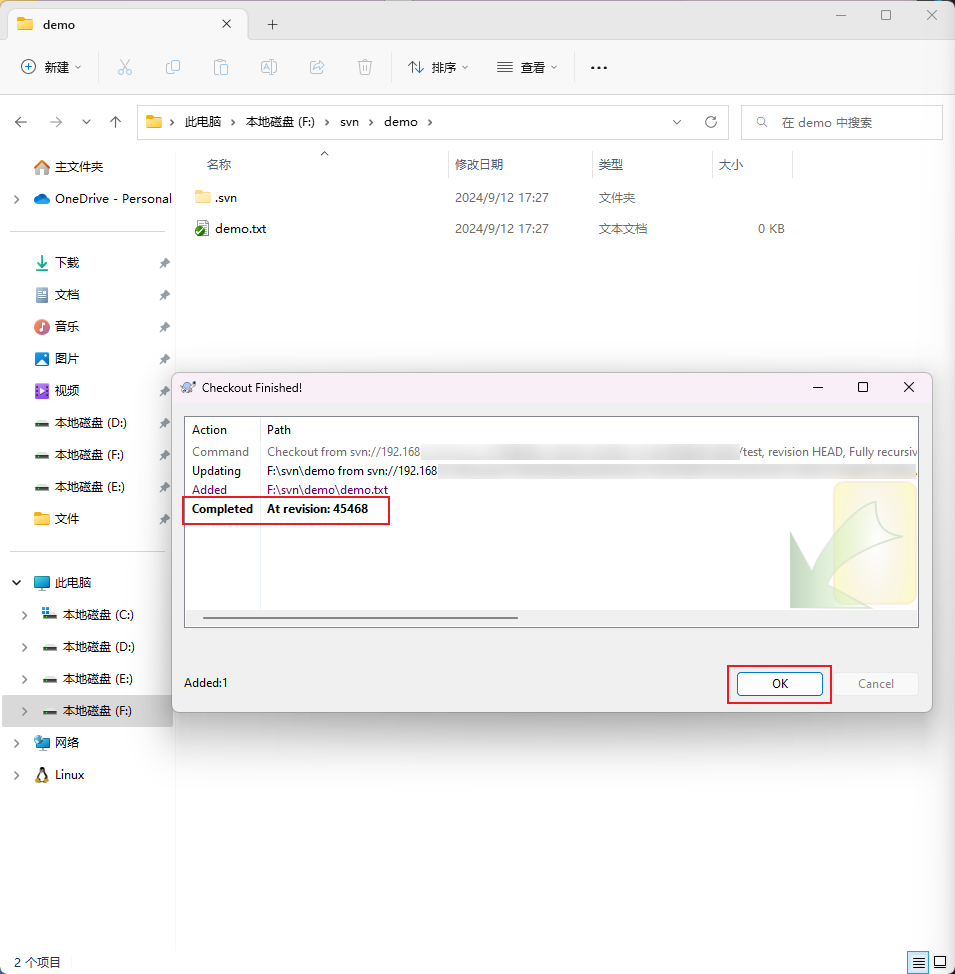 demo
新建
排序
查看
此电脑
本地磁盘 (F:)
svn
demo
在 demo 中搜索
名称
修改日期
类型
大小
.svn
2024/9/12 17:27
文件夹
demo.txt
2024/9/12 17:27
文本文档
0 KB
主文件夹
OneDrive - Personal
下载
文档
音乐
图片
视频
本地磁盘 (D:)
本地磁盘 (F:)
本地磁盘 (E:)
文件
此电脑
本地磁盘 (C:)
本地磁盘 (D:)
本地磁盘 (E:)
本地磁盘 (F:)
网络
Linux
Checkout Finished!
Action Path
Command Checkout from svn://192.168 /test, revision HEAD, Fully recursiv
Updating F:\svn\demo from svn://192.168
Added F:\svn\demo\demo.txt
Completed At revision: 45468
Added:1
OK
Cancel
2 个项目